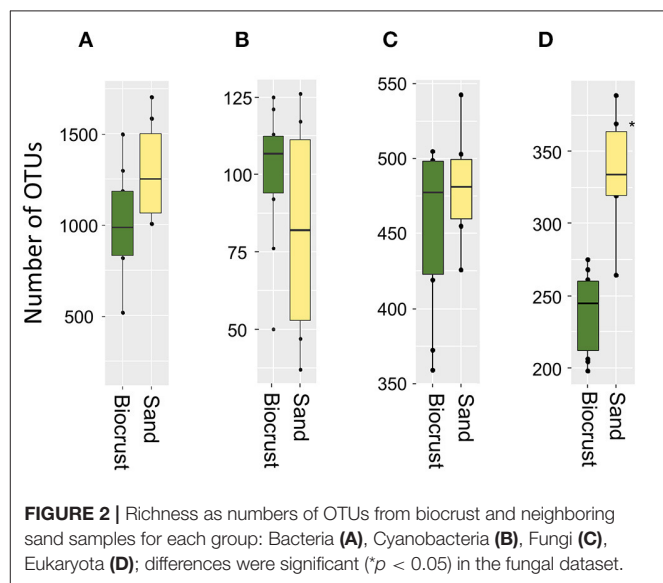 A B C D
Number of OTUs
1500
1000
500
Biocrust
Sand
125
100
75
50
Biocrust
Sand
550
500
450
400
350
Biocrust
Sand
350
300
250
200
*
Biocrust
Sand
FIGURE 2 | Richness as numbers of OTUs from biocrust and neighboring
sand samples for each group: Bacteria (A), Cyanobacteria (B), Fungi (C),
Eukaryota (D); differences were significant (*p < 0.05) in the fungal dataset.